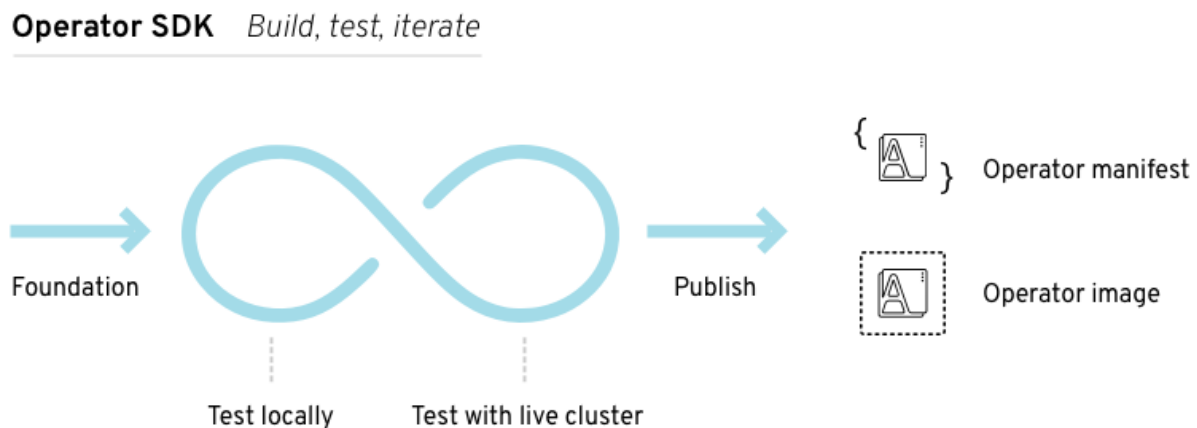 Operator SDK Build, test, iterate
{
}
Operator manifest
Foundation
Publish
Operator image
Test locally
Test with live cluster